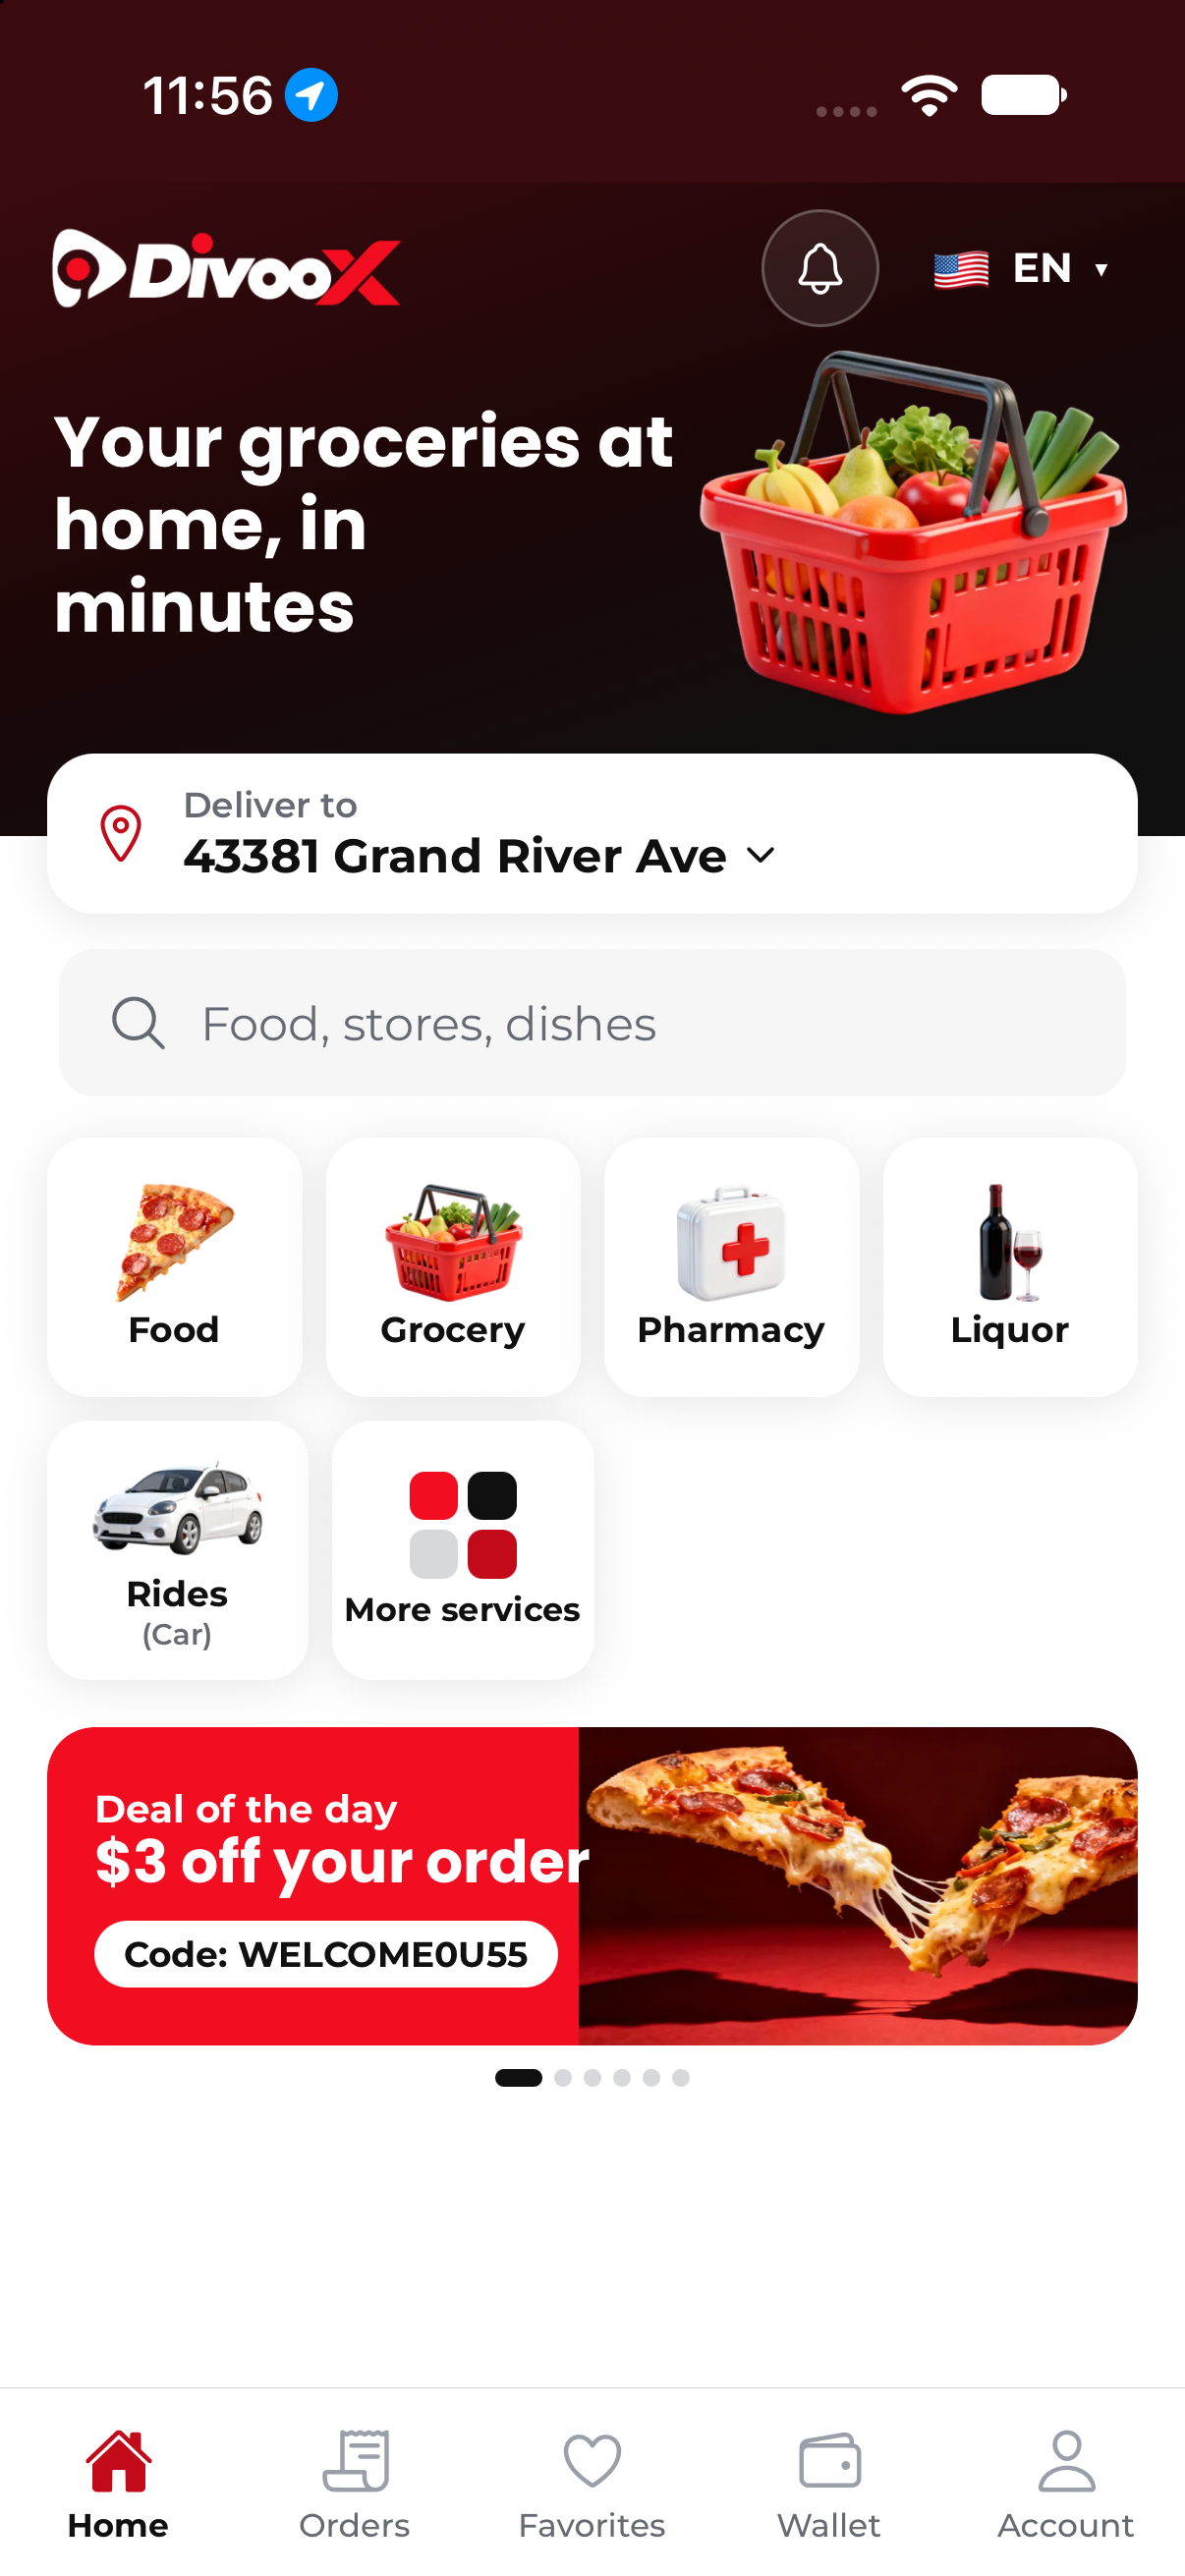 11:56
DivooX
EN
Your groceries at
home, in
minutes
Deliver to
43381 Grand River Ave
Food, stores, dishes
Food
Grocery
Pharmacy
Liquor
Rides
(Car)
More services
Deal of the day
$3 off your order
Code: WELCOME0U55
Home
Orders
Favorites
Wallet
Account